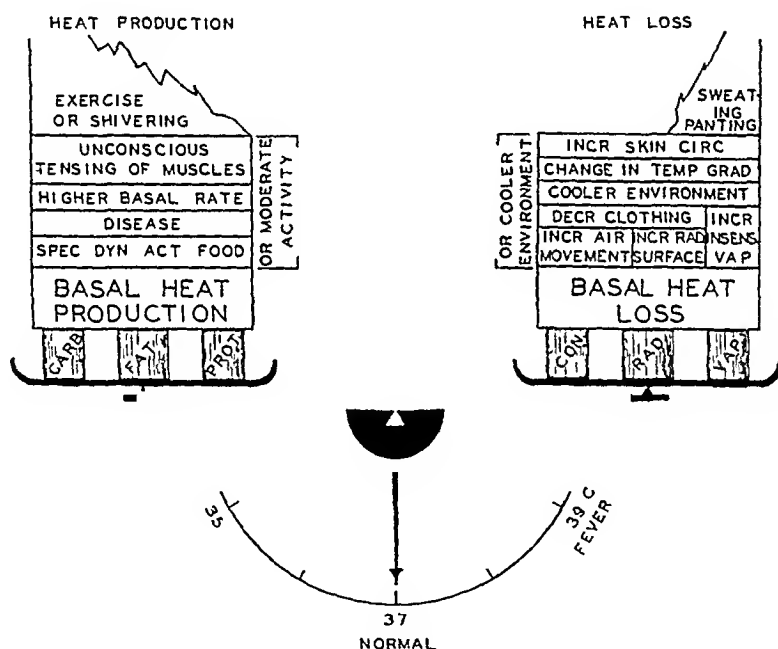 HEAT PRODUCTION
EXERCISE
OR SHIVERING
UNCONSCIOUS
TENSING OF MUSCLES
HIGHER BASAL RATE
DISEASE
SPEC DYN ACT FOOD
OR MODERATE
ACTIVITY
BASAL HEAT
PRODUCTION
CARB
FAT
PROT
HEAT LOSS
SWEAT-
ING
PANTING
INCR SKIN CIRC
CHANGE IN TEMP GRAD
COOLER ENVIRONMENT
DECR CLOTHING
INCR AIR
MOVEMENT
INCR RAD
SURFACE
INCR
INSENS
VAP
OR COOLER
ENVIRONMENT
BASAL HEAT
LOSS
CON
RAD
VAP
35
37
NORMAL
39 C
FEVER